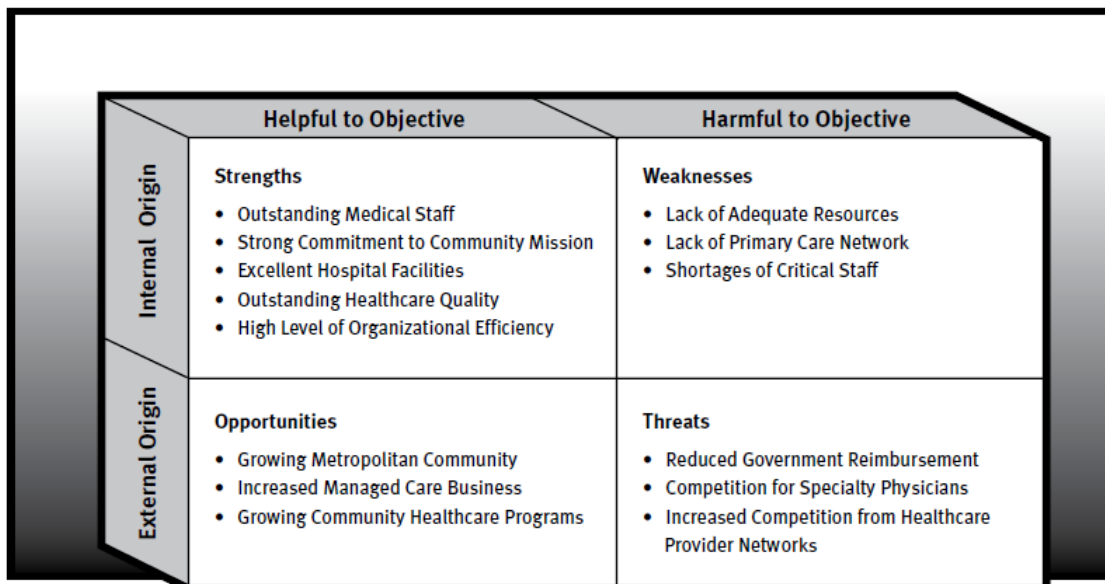 Helpful to Objective
Harmful to Objective
Internal Origin
Strengths
• Outstanding Medical Staff
• Strong Commitment to Community Mission
• Excellent Hospital Facilities
• Outstanding Healthcare Quality
• High Level of Organizational Efficiency
Weaknesses
• Lack of Adequate Resources
• Lack of Primary Care Network
• Shortages of Critical Staff
External Origin
Opportunities
• Growing Metropolitan Community
• Increased Managed Care Business
• Growing Community Healthcare Programs
Threats
• Reduced Government Reimbursement
• Competition for Specialty Physicians
• Increased Competition from Healthcare
Provider Networks